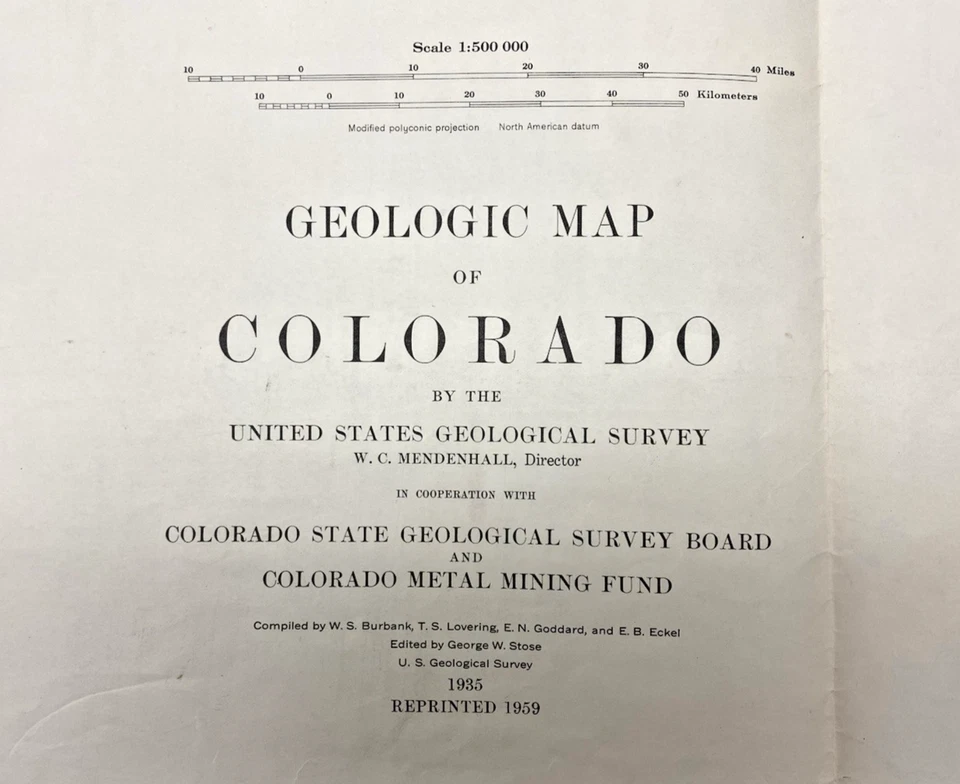 Scale 1:500 000
10 0 10 20 30 40 Miles
10 0 10 20 30 40 50 Kilometers
Modified polyconic projection North American datum
GEOLOGIC MAP
OF
COLORADO
BY THE
UNITED STATES GEOLOGICAL SURVEY
W. C. MENDENHALL, Director
IN COOPERATION WITH
COLORADO STATE GEOLOGICAL SURVEY BOARD
AND
COLORADO METAL MINING FUND
Compiled by W. S. Burbank, T. S. Lovering, E. N. Goddard, and E. B. Eckel
Edited by George W. Stose
U. S. Geological Survey
1935
REPRINTED 1959